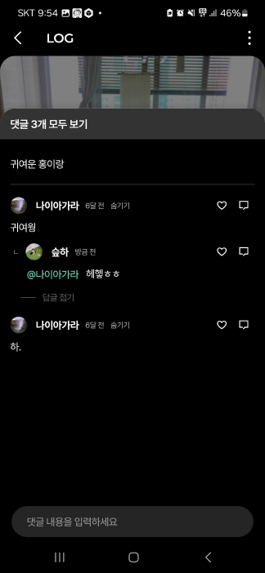 SKT 9:54
46%
LOG
댓글 3개 모두 보기
귀여운 홍이랑
나이아가라 6달 전 숨기기
귀여웡
숲하 방금 전
@나이아가라 헤헿ㅎㅎ
답글 접기
나이아가라 6달 전 숨기기
하.
댓글 내용을 입력하세요